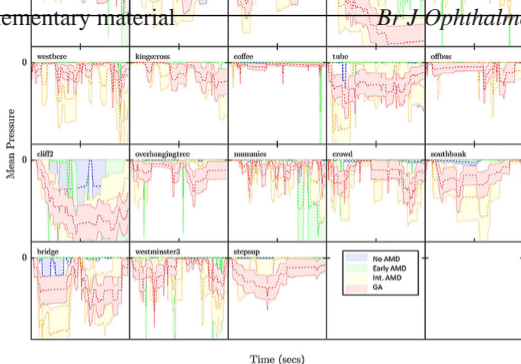 ementary material Br J Ophthalm
0 westbere kingscross coffee tube offbus
Mean Pressure
0 cliff2 overhangingtree mummies crowd southbank
0 bridge westminster3 stepsup
No AMD
Early AMD
Int. AMD
GA
Time (secs)